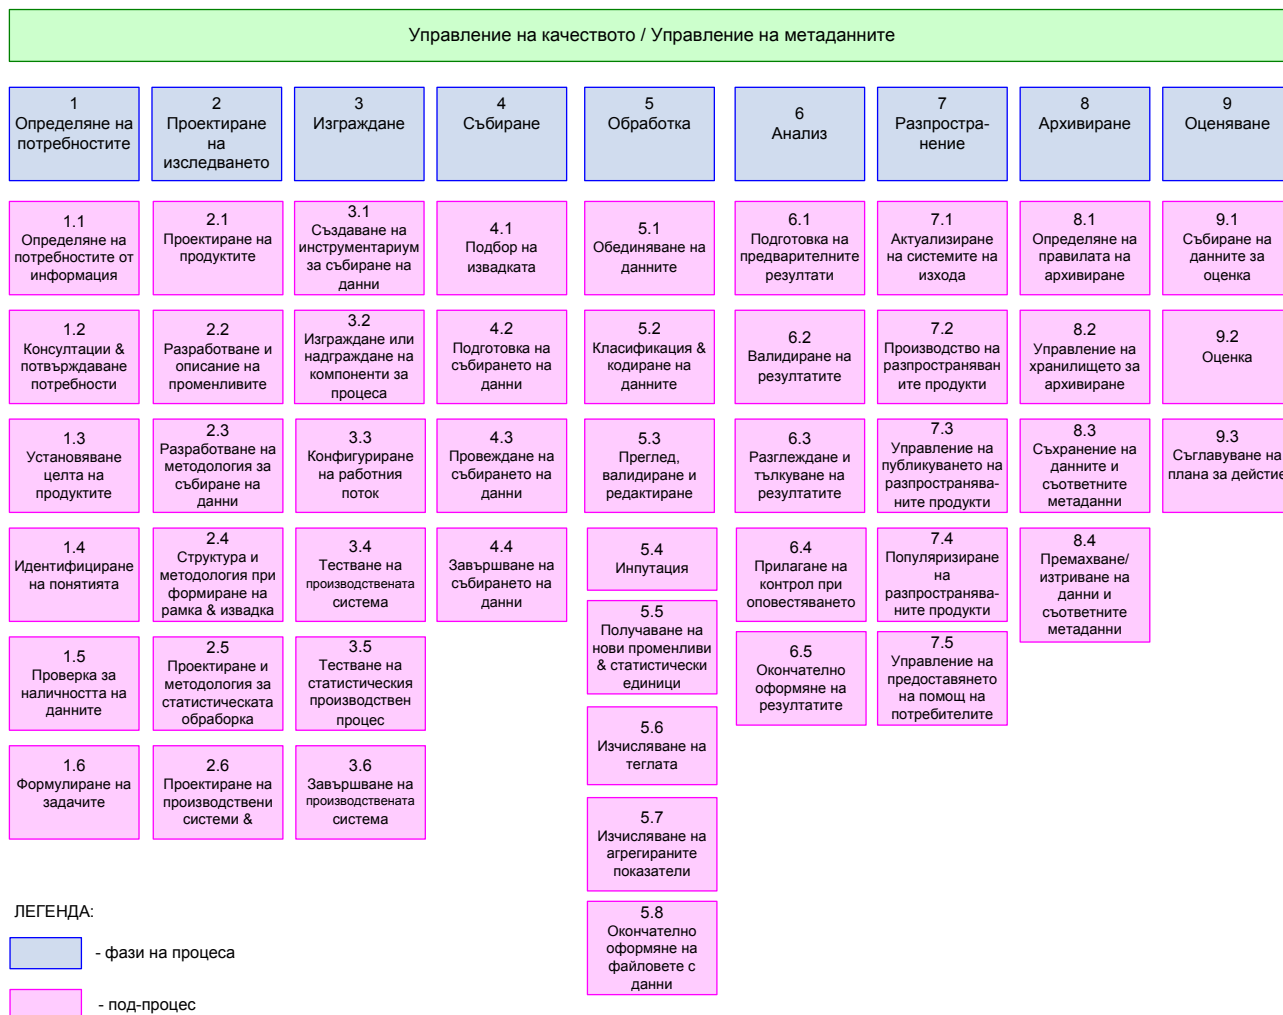 Управление на качеството / Управление на метаданните
1
Определяне на
потребностите
2
Проектиране
на
изследването
3
Изграждане
4
Събиране
5
Обработка
6
Анализ
7
Разпростра-
нение
8
Архивиране
9
Оценяване
1.1
Определяне на
потребностите от
информация
1.2
Консултации &
потвърждаване
потребности
1.3
Установяване
целта на
продуктите
1.4
Идентифициране
на понятията
1.5
Проверка за
наличността на
данните
1.6
Формулиране на
задачите
2.1
Проектиране на
продуктите
2.2
Разработване и
описание на
променливите
2.3
Разработване на
методология за
събиране на
данни
2.4
Структура и
методология при
формиране на
рамка & извадка
2.5
Проектиране и
методология за
статистическата
обраборка
2.6
Проектиране на
производствени
системи &
3.1
Създаване на
инструментариум
за събиране на
данни
3.2
Изграждане или
надграждане на
компоненти за
процеса
3.3
Конфигуриране
на работния
поток
3.4
Тестване на
производствената
система
3.5
Тестване на
статистическия
производствен
процес
3.6
Завършване на
производствената
система
4.1
Подбор на
извадката
4.2
Подготовка на
събирането на
данни
4.3
Провеждане на
събирането на
данни
4.4
Завършване на
събирането на
данни
5.1
Обединяване на
данните
5.2
Класификация &
кодиране на
данните
5.3
Преглед,
валидиране и
редактиране
5.4
Инпутация
5.5
Получаване на
нови променливи
& статистически
единици
5.6
Изчисляване на
теглата
5.7
Изчисляване на
агрегираните
показатели
5.8
Окончателно
оформяне на
файловете с
данни
6.1
Подготовка на
предварителните
резултати
6.2
Валидиране на
резултатите
6.3
Разглеждане и
тълкуване на
резултатите
6.4
Прилагане на
контрол при
оповестяването
6.5
Окончателно
оформяне на
резултатите
7.1
Актуализиране
на системите на
изхода
7.2
Производство на
разпространяван
ите продукти
7.3
Управление на
публикуването на
разпространява-
ните продукти
7.4
Популяризиране
на
разпространява-
ните продукти
7.5
Управление на
предоставянето
на помощ на
потребителите
8.1
Определяне на
правилата на
архивиране
8.2
Управление на
хранилището за
архивиране
8.3
Съхранение на
данните и
съответните
метаданни
8.4
Премахване/
изтриване на
данни и
съответните
метаданни
9.1
Събиране на
данните за
оценка
9.2
Оценка
9.3
Съглавуване на
плана за дейстие
ЛЕГЕНДА:
- фази на процеса
- под-процес